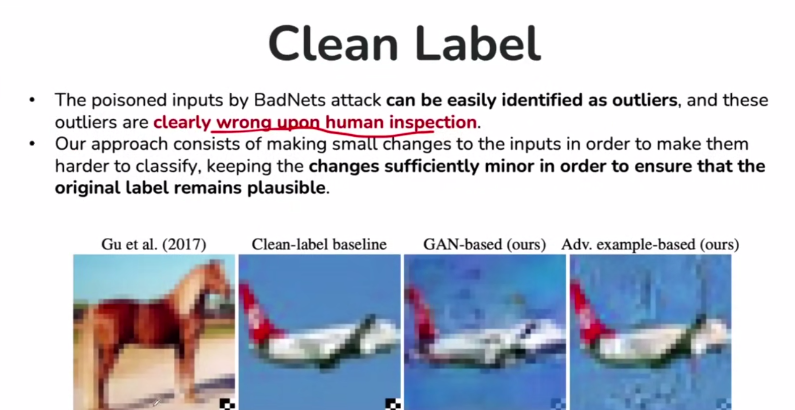 Clean Label
• The poisoned inputs by BadNets attack can be easily identified as outliers, and these
outliers are clearly wrong upon human inspection.
• Our approach consists of making small changes to the inputs in order to make them
harder to classify, keeping the changes sufficiently minor in order to ensure that the
original label remains plausible.
Gu et al. (2017) Clean-label baseline GAN-based (ours) Adv. example-based (ours)